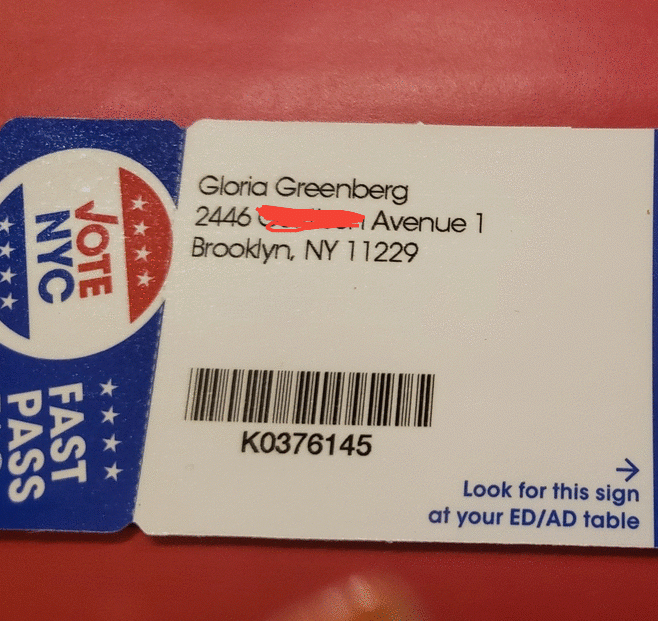 Gloria Greenberg
2446 Avenue 1
Brooklyn, NY 11229
K0376145
Look for this sign
at your ED/AD table
VOTE
NYC
FAST
PASS